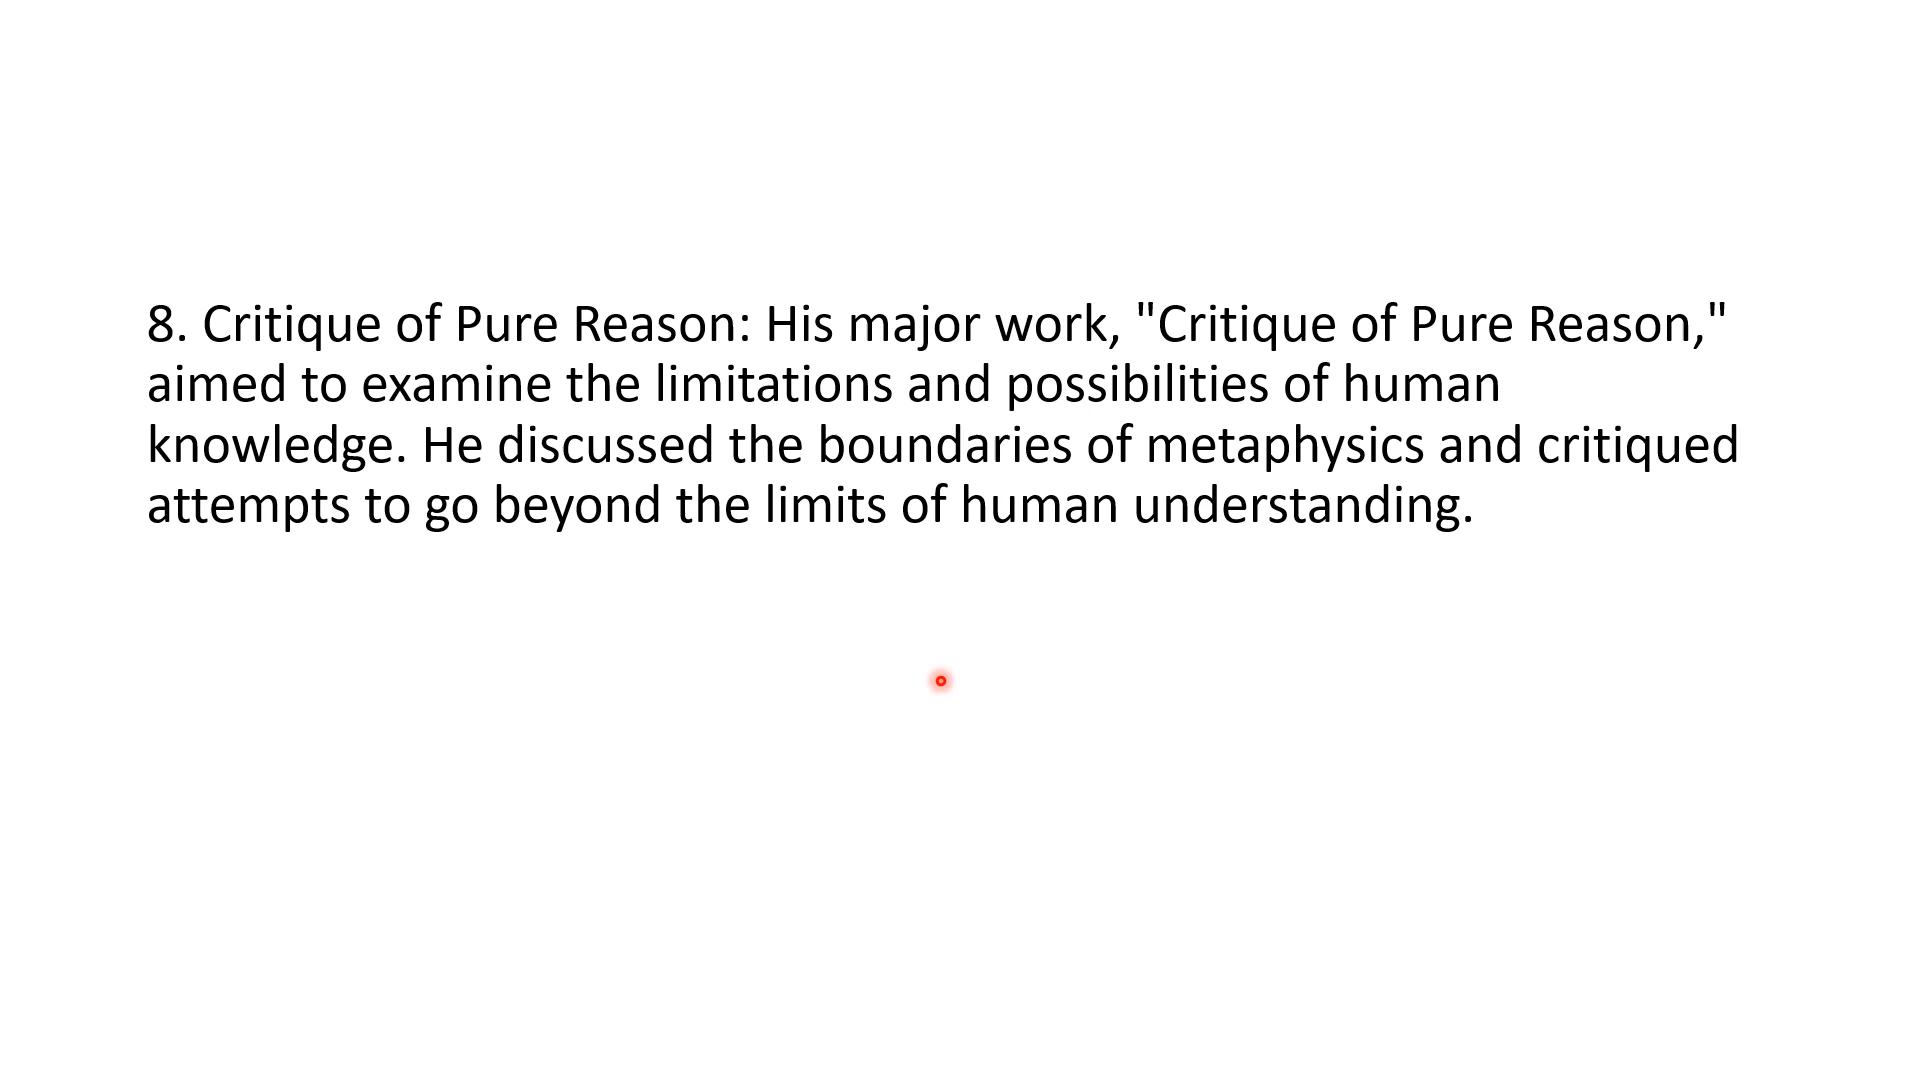 8. Critique of Pure Reason: His major work, "Critique of Pure Reason,"
aimed to examine the limitations and possibilities of human
knowledge. He discussed the boundaries of metaphysics and critiqued
attempts to go beyond the limits of human understanding.